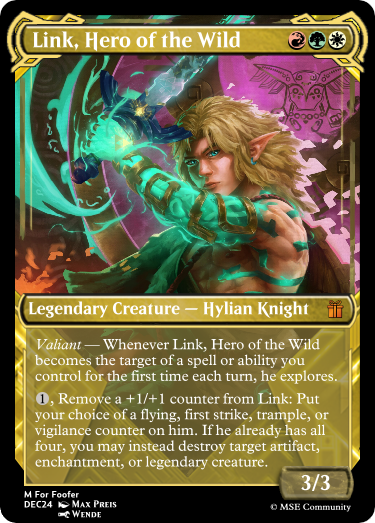 Link, Hero of the Wild
Legendary Creature — Hylian Knight
Valiant — Whenever Link, Hero of the Wild
becomes the target of a spell or ability you
control for the first time each turn, he explores.
1, Remove a +1/+1 counter from Link: Put
your choice of a flying, first strike, trample, or
vigilance counter on him. If he already has all
four, you may instead destroy target artifact,
enchantment, or legendary creature.
3/3
M For Foofer
DEC24 Max Preis
Wende
© MSE Community